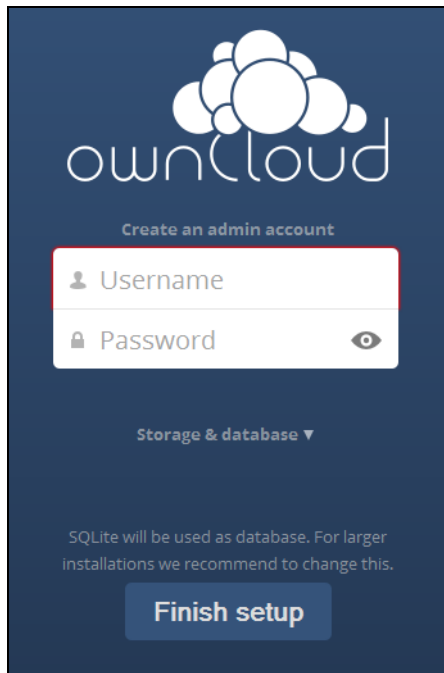 ownCloud
Create an admin account
Username
Password
Storage & database ▼
SQLite will be used as database. For larger
installations we recommend to change this.
Finish setup